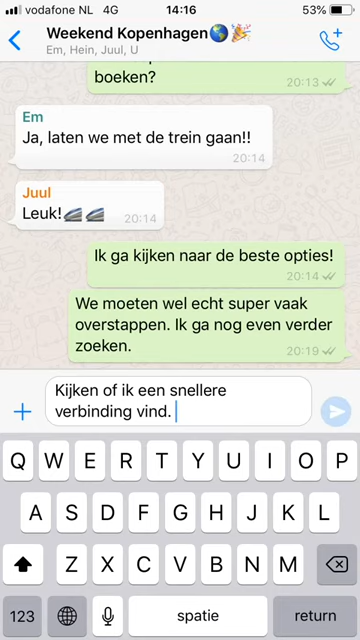 vodafone NL 4G 14:16 53%
Weekend Kopenhagen🌎🎉
Em, Hein, Juul, U
boeken?
20:13
Em
Ja, laten we met de trein gaan!!
20:14
Juul
Leuk!🚄🚄 20:14
Ik ga kijken naar de beste opties!
20:14
We moeten wel echt super vaak
overstappen. Ik ga nog even verder
zoeken.
20:19
Kijken of ik een snellere
verbinding vind.
Q W E R T Y U I O P
A S D F G H J K L
Z X C V B N M
123 spatie return